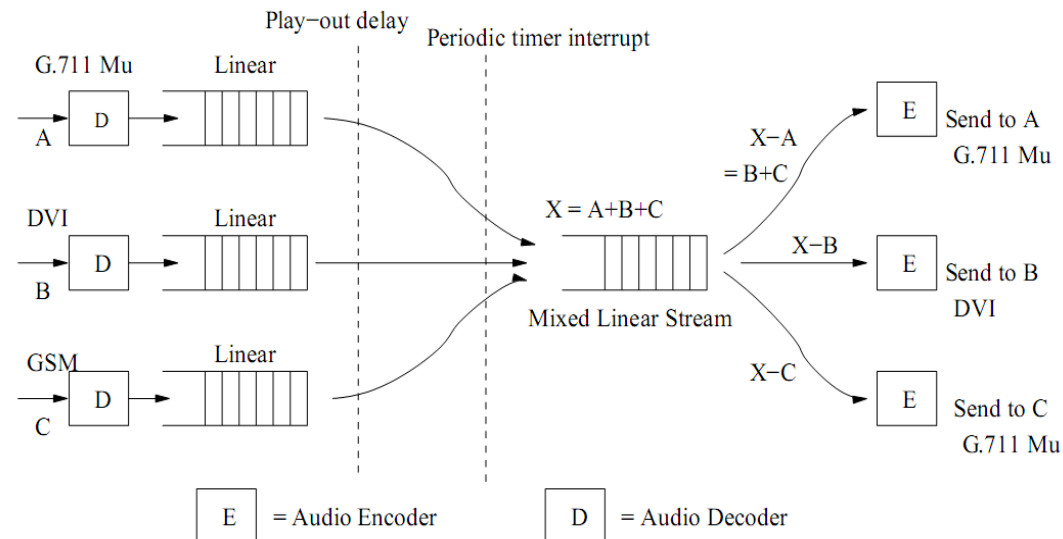 Play−out delay
Periodic timer interrupt
G.711 Mu
Linear
D
A
E
Send to A
G.711 Mu
X−A
= B+C
DVI
Linear
D
B
X = A+B+C
Mixed Linear Stream
X−B
E
Send to B
DVI
GSM
Linear
D
C
X−C
E
Send to C
G.711 Mu
E = Audio Encoder
D = Audio Decoder